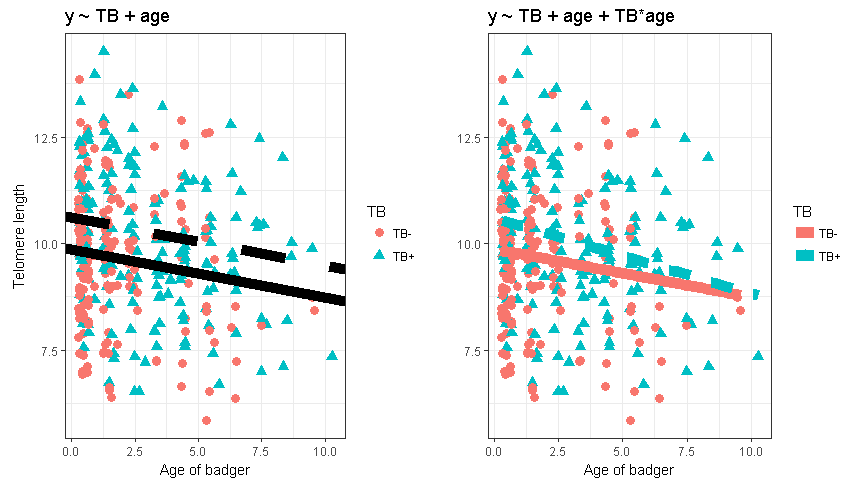 y ~ TB + age
Telomere length
12.5
10.0
7.5
0.0 2.5 5.0 7.5 10.0
Age of badger
TB
TB-
TB+
y ~ TB + age + TB*age
12.5
10.0
7.5
0.0 2.5 5.0 7.5 10.0
Age of badger
TB
TB-
TB+